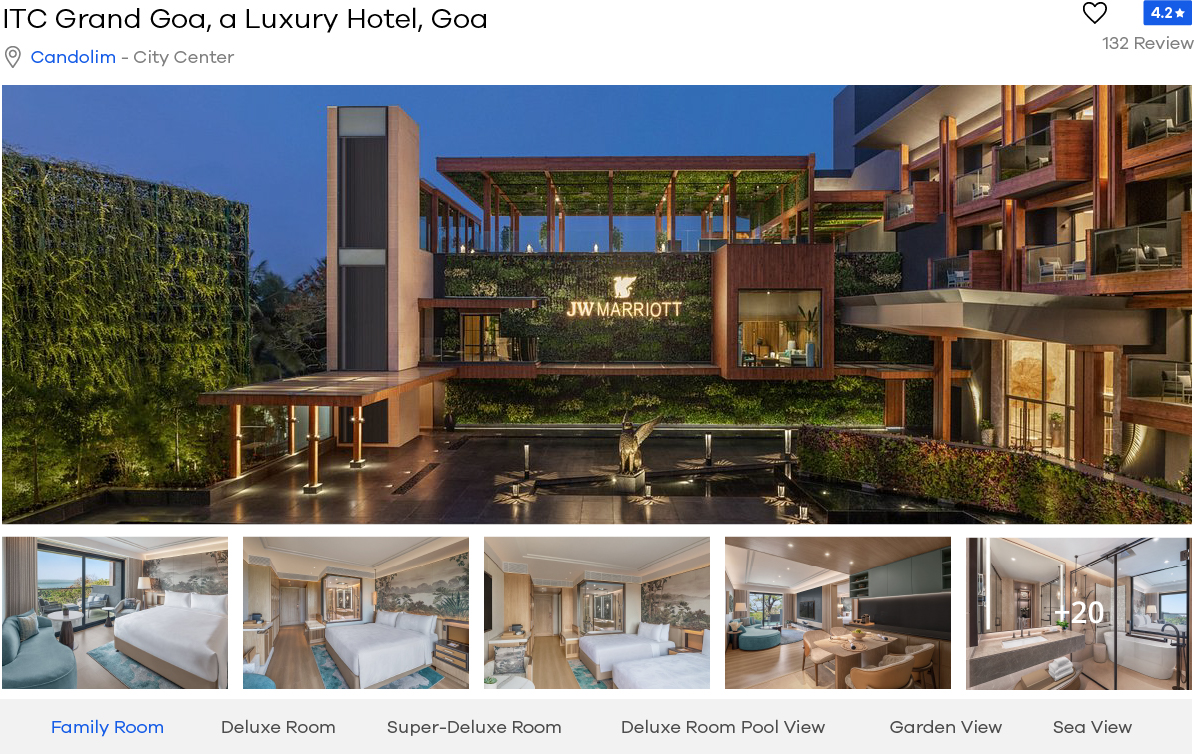 ITC Grand Goa, a Luxury Hotel, Goa
4.2
Candolim - City Center
132 Review
JW MARRIOTT
+20
Family Room
Deluxe Room
Super-Deluxe Room
Deluxe Room Pool View
Garden View
Sea View